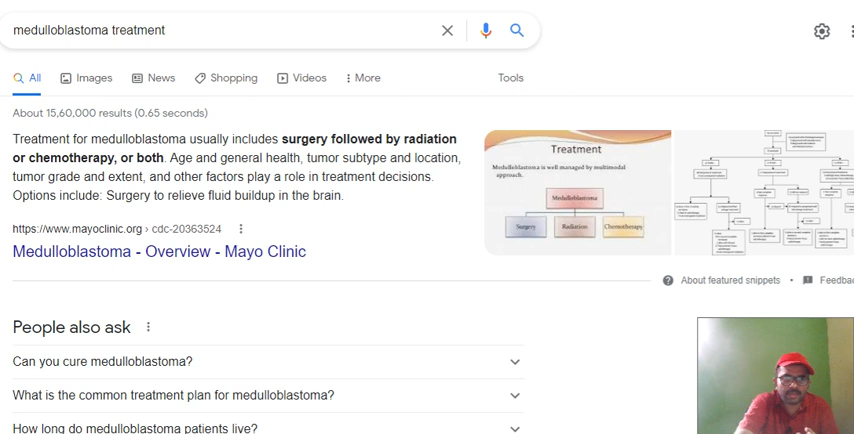 medulloblastoma treatment
All
Images
News
Shopping
Videos
More
Tools
About 15,60,000 results (0.65 seconds)
Treatment for medulloblastoma usually includes surgery followed by radiation
or chemotherapy, or both. Age and general health, tumor subtype and location,
tumor grade and extent, and other factors play a role in treatment decisions.
Options include: Surgery to relieve fluid buildup in the brain.
https://www.mayoclinic.org › cdc-20363524
Medulloblastoma - Overview - Mayo Clinic
Treatment
Medulloblastoma is well managed by multimodal
approach.
Medulloblastoma
Surgery
Radiation
Chemotherapy
About featured snippets • Feedba
People also ask
Can you cure medulloblastoma?
What is the common treatment plan for medulloblastoma?
How long do medulloblastoma patients live?